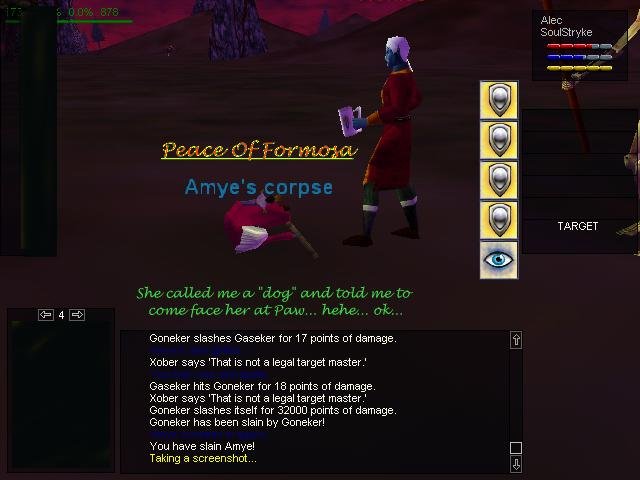 0.0% 878
Alec
SoulStryke
Peace Of Formosa
Amye's corpse
TARGET
She called me a "dog" and told me to
come face her at Paw... hehe... ok...
4
Goneker slashes Gaseker for 17 points of damage.
Xober says 'That is not a legal target master.'
Gaseker hits Goneker for 18 points of damage.
Xober says 'That is not a legal target master.'
Goneker slashes itself for 32000 points of damage.
Goneker has been slain by Goneker!
You have slain Amye!
Taking a screenshot...